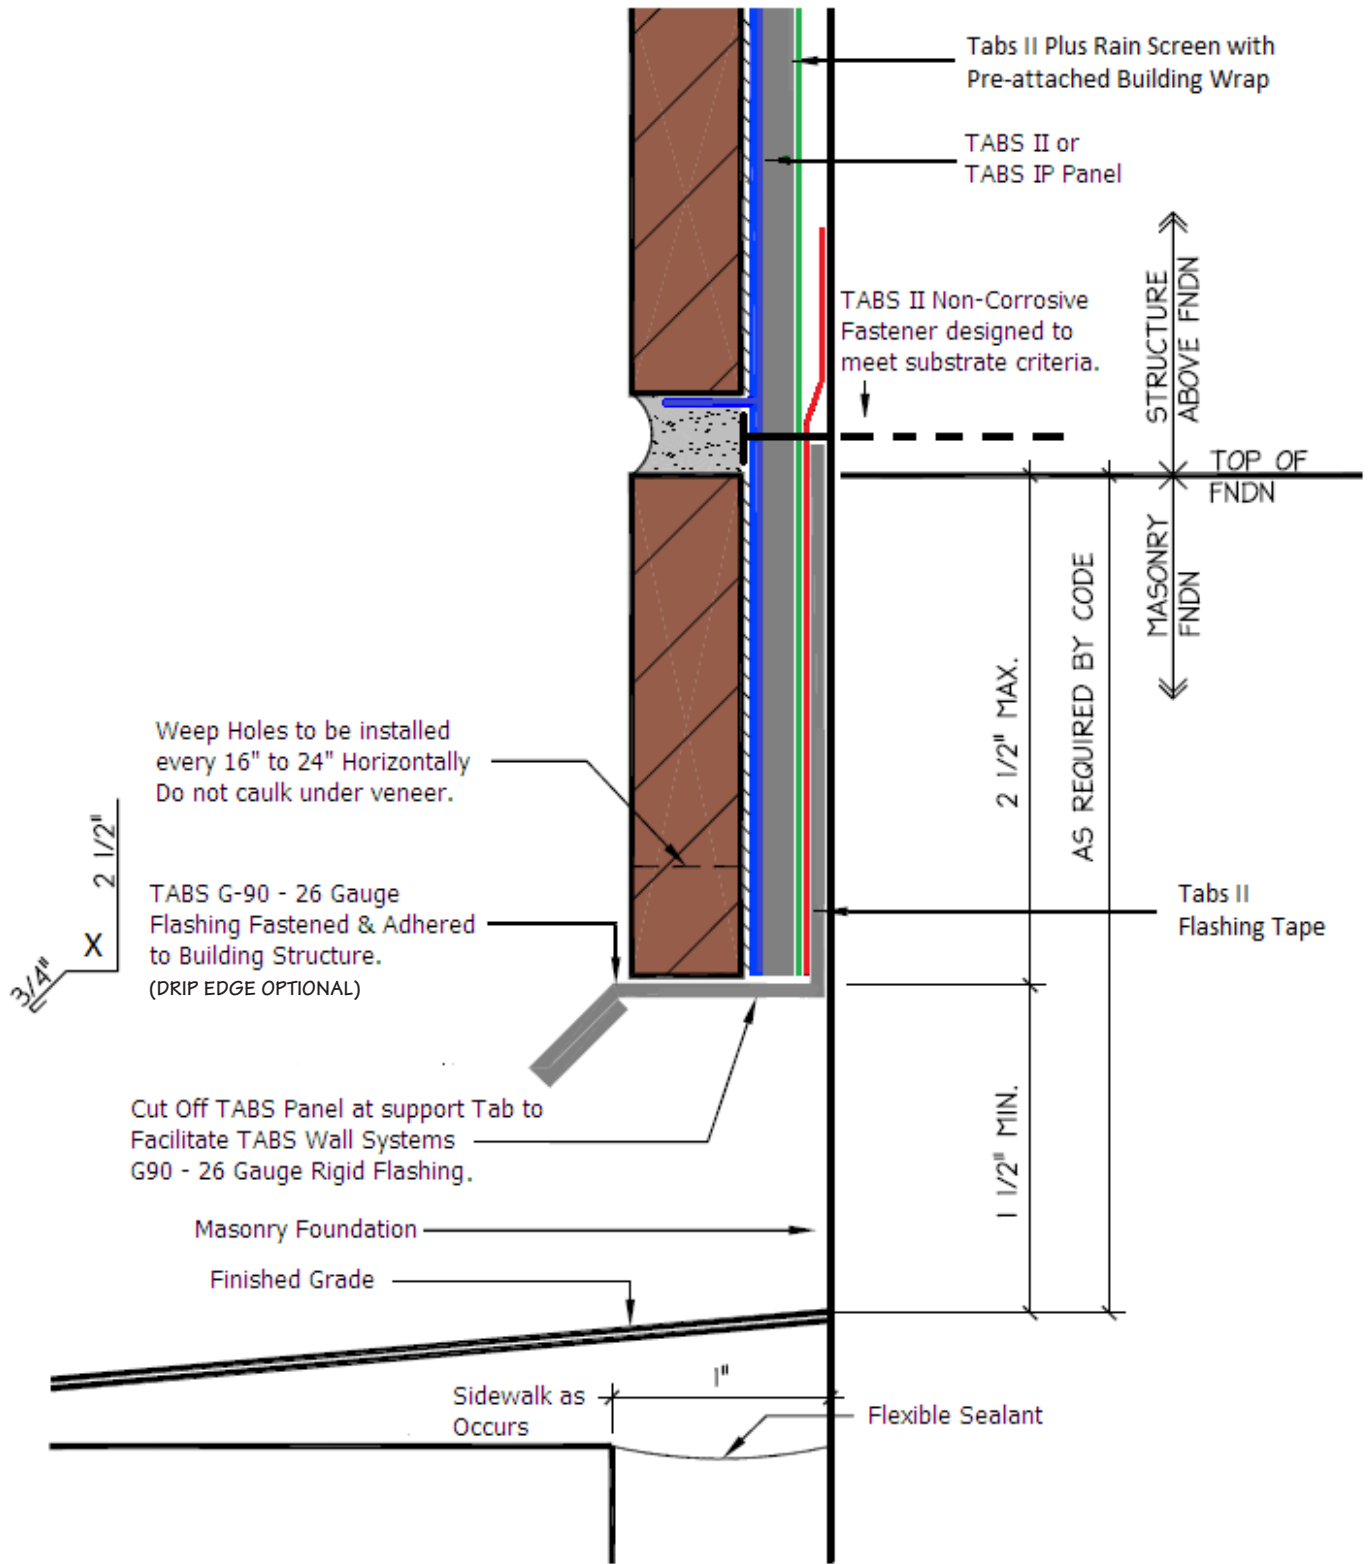 Tabs II Plus Rain Screen with
Pre-attached Building Wrap
TABS II or
TABS IP Panel
TABS II Non-Corrosive
Fastener designed to
meet substrate criteria.
STRUCTURE
ABOVE FNDN
TOP OF
FNDN
MASONRY
FNDN
2 1/2" MAX.
AS REQUIRED BY CODE
Weep Holes to be installed
every 16" to 24" Horizontally
Do not caulk under veneer.
2 1/2"
X
3/4"
TABS G-90 - 26 Gauge
Flashing Fastened & Adhered
to Building Structure.
(DRIP EDGE OPTIONAL)
Tabs II
Flashing Tape
Cut Off TABS Panel at support Tab to
Facilitate TABS Wall Systems
G90 - 26 Gauge Rigid Flashing.
1 1/2" MIN.
Masonry Foundation
Finished Grade
1"
Sidewalk as
Occurs
Flexible Sealant